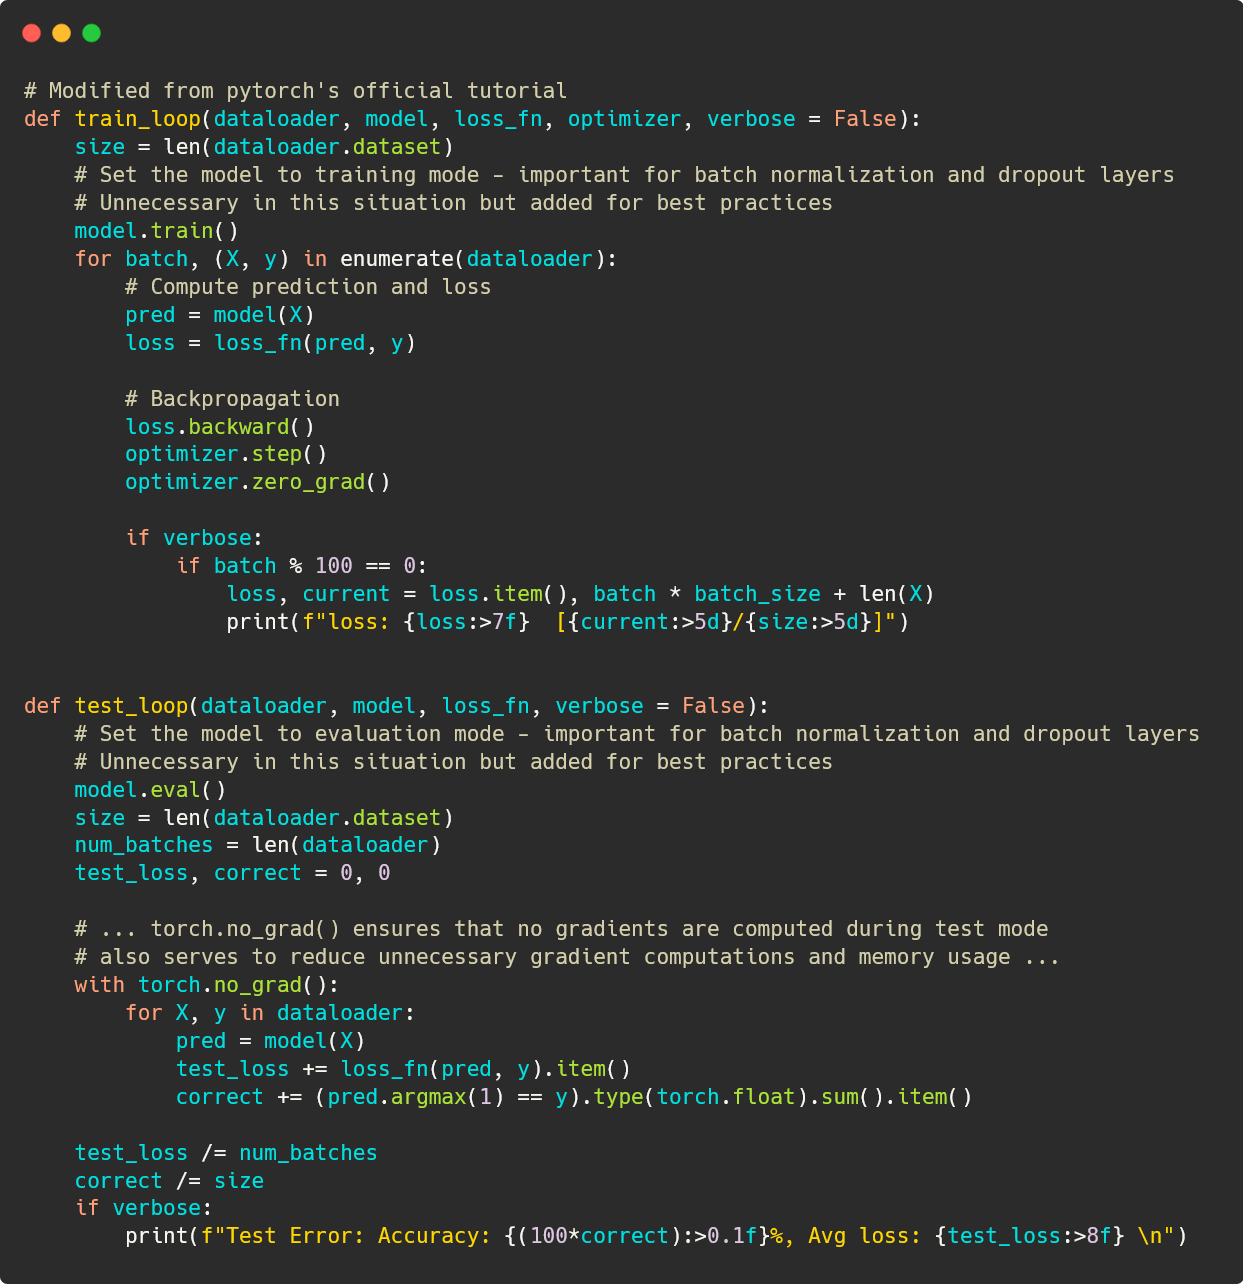 # Modified from pytorch's official tutorial
def train_loop(dataloader, model, loss_fn, optimizer, verbose = False):
    size = len(dataloader.dataset)
    # Set the model to training mode - important for batch normalization and dropout layers
    # Unnecessary in this situation but added for best practices
    model.train()
    for batch, (X, y) in enumerate(dataloader):
        # Compute prediction and loss
        pred = model(X)
        loss = loss_fn(pred, y)

        # Backpropagation
        loss.backward()
        optimizer.step()
        optimizer.zero_grad()

        if verbose:
            if batch % 100 == 0:
                loss, current = loss.item(), batch * batch_size + len(X)
                print(f"loss: {loss:>7f}  [{current:>5d}/{size:>5d}]")


def test_loop(dataloader, model, loss_fn, verbose = False):
    # Set the model to evaluation mode - important for batch normalization and dropout layers
    # Unnecessary in this situation but added for best practices
    model.eval()
    size = len(dataloader.dataset)
    num_batches = len(dataloader)
    test_loss, correct = 0, 0

    # ... torch.no_grad() ensures that no gradients are computed during test mode
    # also serves to reduce unnecessary gradient computations and memory usage ...
    with torch.no_grad():
        for X, y in dataloader:
            pred = model(X)
            test_loss += loss_fn(pred, y).item()
            correct += (pred.argmax(1) == y).type(torch.float).sum().item()

    test_loss /= num_batches
    correct /= size
    if verbose:
        print(f"Test Error: Accuracy: {(100*correct):>0.1f}%, Avg loss: {test_loss:>8f} \n")